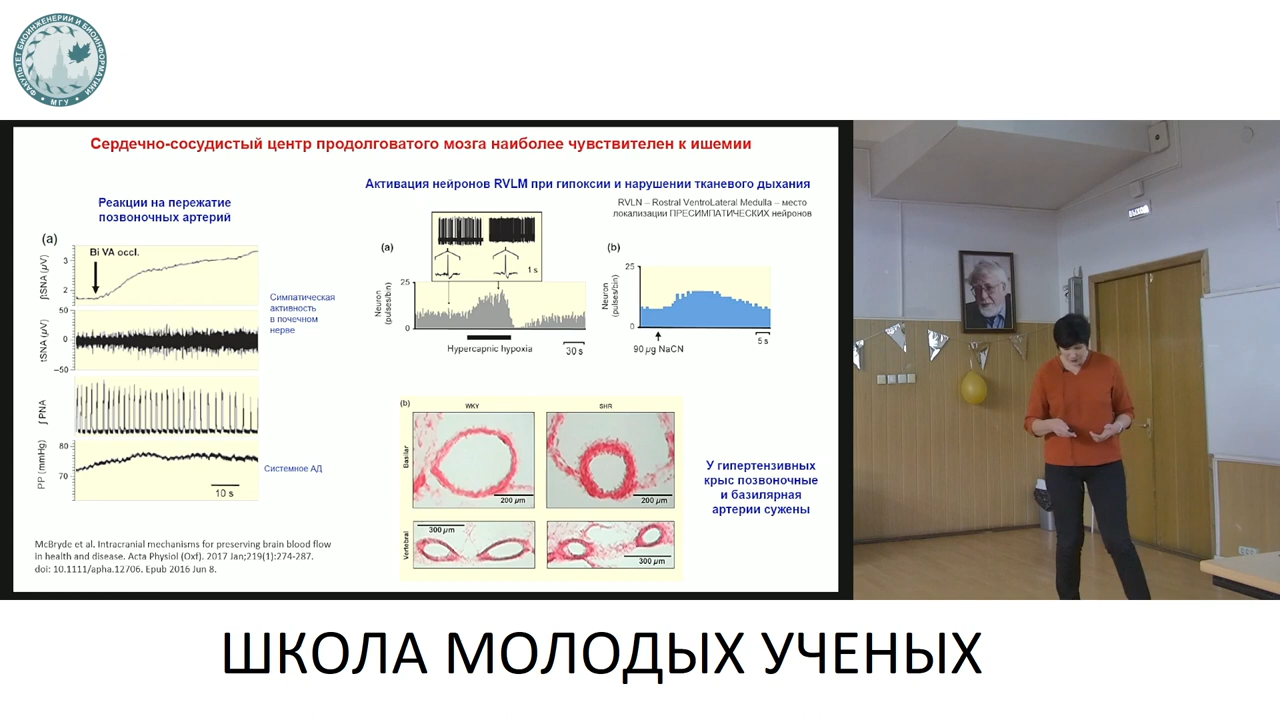 ФАКУЛЬТЕТ БИОИНЖЕНЕРИИ И БИОИНФОРМАТИКИ
МГУ
Сердечно-сосудистый центр продолговатого мозга наиболее чувствителен к ишемии
Реакции на пережатие
позвоночных артерий
(a)
Bi VA occl.
∫SNA (µV)
3
2
50
tSNA (µV)
0
–50
∫PNA
80
PP (mmHg)
70
10 s
Симпатическая
активность
в почечном
нерве
Системное АД
McBryde et al. Intracranial mechanisms for preserving brain blood flow
in health and disease. Acta Physiol (Oxf). 2017 Jan;219(1):274-287.
doi: 10.1111/apha.12706. Epub 2016 Jun 8.
Активация нейронов RVLM при гипоксии и нарушении тканевого дыхания
RVLN – Rostral VentroLateral Medulla – место
локализации ПРЕСИМПАТИЧЕСКИХ нейронов
(a)
1 s
25
Neuron
(pulses/bin)
0
Hypercapnic hypoxia
30 s
(b)
25
Neuron
(pulses/bin)
0
90 µg NaCN
5 s
(b)
WKY
SHR
Basilar
200 µm
200 µm
Vertebral
300 µm
300 µm
У гипертензивных
крыс позвоночные
и базилярная
артерии сужены
ВЫХОД
ШКОЛА МОЛОДЫХ УЧЕНЫХ